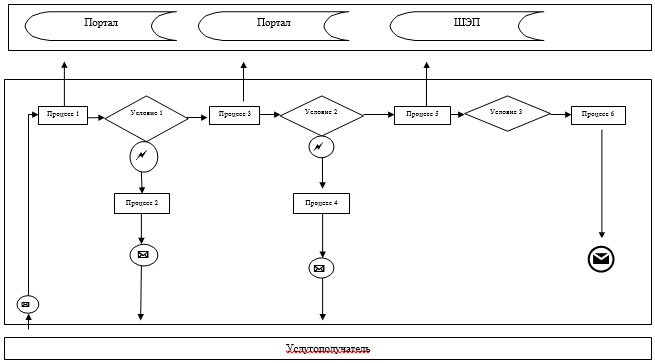 Портал
Портал
ШЭП
Процесс 1
Условие 1
Процесс 3
Условие 2
Процесс 5
Условие 3
Процесс 6
Процесс 2
Процесс 4
Услугополучатель